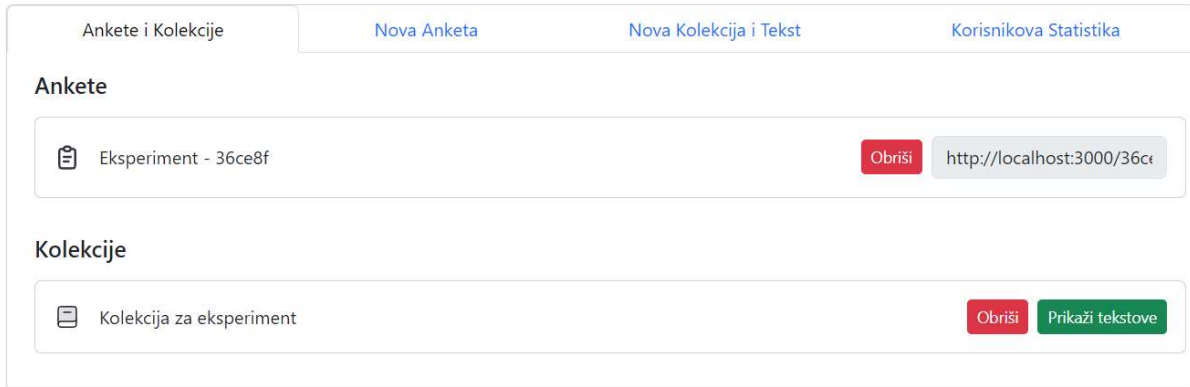 Ankete i Kolekcije Nova Anketa Nova Kolekcija i Tekst Korisnikova Statistika
Ankete
Eksperiment - 36ce8f Obriši http://localhost:3000/36ce
Kolekcije
Kolekcija za eksperiment Obriši Prikaži tekstove